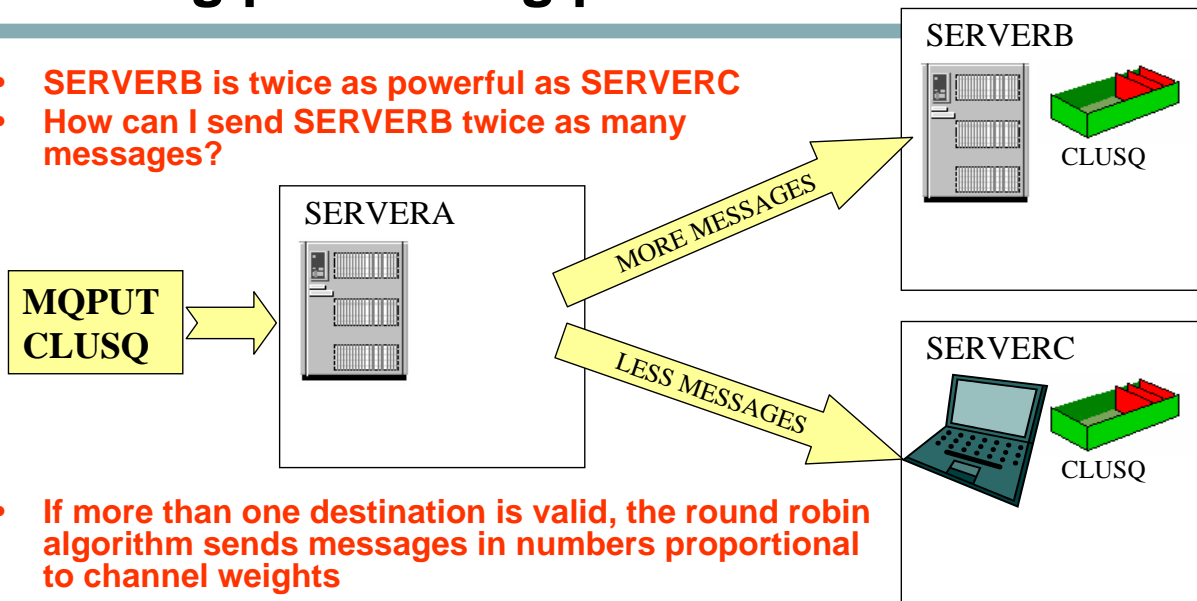 SERVERB
• SERVERB is twice as powerful as SERVERC
• How can I send SERVERB twice as many
messages?
CLUSQ
SERVERA
MORE MESSAGES
MQPUT
CLUSQ
LESS MESSAGES
SERVERC
CLUSQ
• If more than one destination is valid, the round robin
algorithm sends messages in numbers proportional
to channel weights